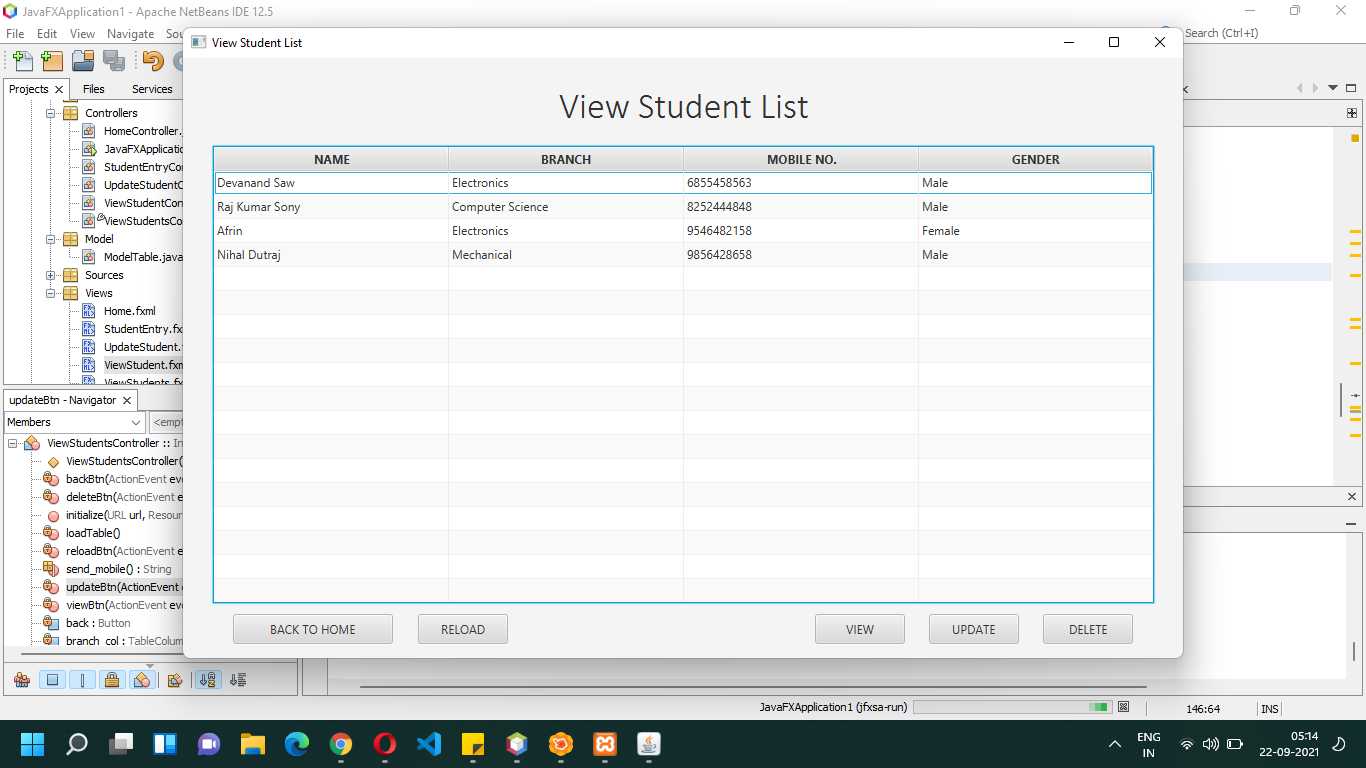 JavaFXApplication1 - Apache NetBeans IDE 12.5
File Edit View Navigate Sou
Search (Ctrl+I)
View Student List
Projects Files Services
View Student List
Controllers
HomeController.
JavaFXApplicatio
StudentEntryCo
UpdateStudentC
ViewStudentCon
ViewStudentsCo
Model
ModelTable.java
Sources
Views
Home.fxml
StudentEntry.fx
UpdateStudent.
ViewStudent.fxm
ViewStudents.fx
NAME BRANCH MOBILE NO. GENDER
Devanand Saw Electronics 6855458563 Male
Raj Kumar Sony Computer Science 8252444848 Male
Afrin Electronics 9546482158 Female
Nihal Dutraj Mechanical 9856428658 Male
updateBtn - Navigator
Members <empt
ViewStudentsController :: In
ViewStudentsController(
backBtn(ActionEvent eve
deleteBtn(ActionEvent e
initialize(URL url, Resour
loadTable()
reloadBtn(ActionEvent e
send_mobile() : String
updateBtn(ActionEvent
viewBtn(ActionEvent eve
back : Button
branch_col : TableColum
BACK TO HOME RELOAD VIEW UPDATE DELETE
JavaFXApplication1 (jfxsa-run) 146:64 INS
ENG
IN
05:14
22-09-2021